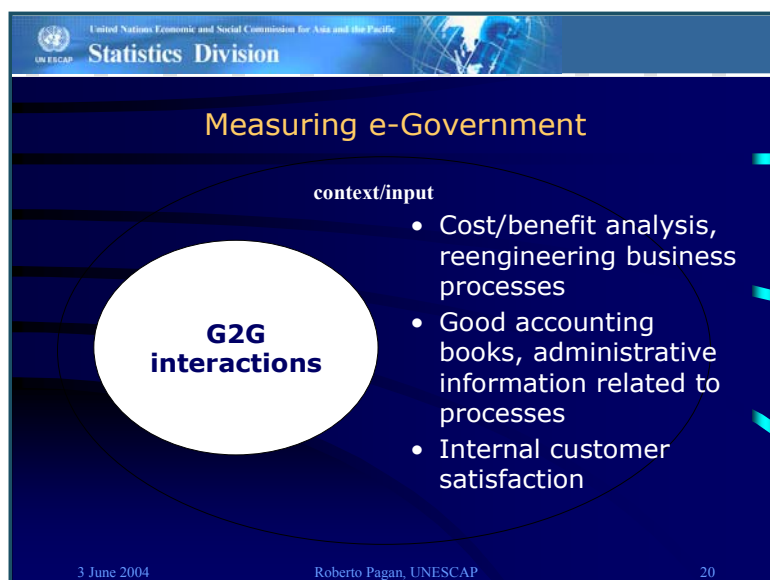 United Nations Economic and Social Commission for Asia and the Pacific
UN ESCAP
Statistics Division
Measuring e-Government
context/input
G2G
interactions
• Cost/benefit analysis,
reengineering business
processes
• Good accounting
books, administrative
information related to
processes
• Internal customer
satisfaction
3 June 2004
Roberto Pagan, UNESCAP
20